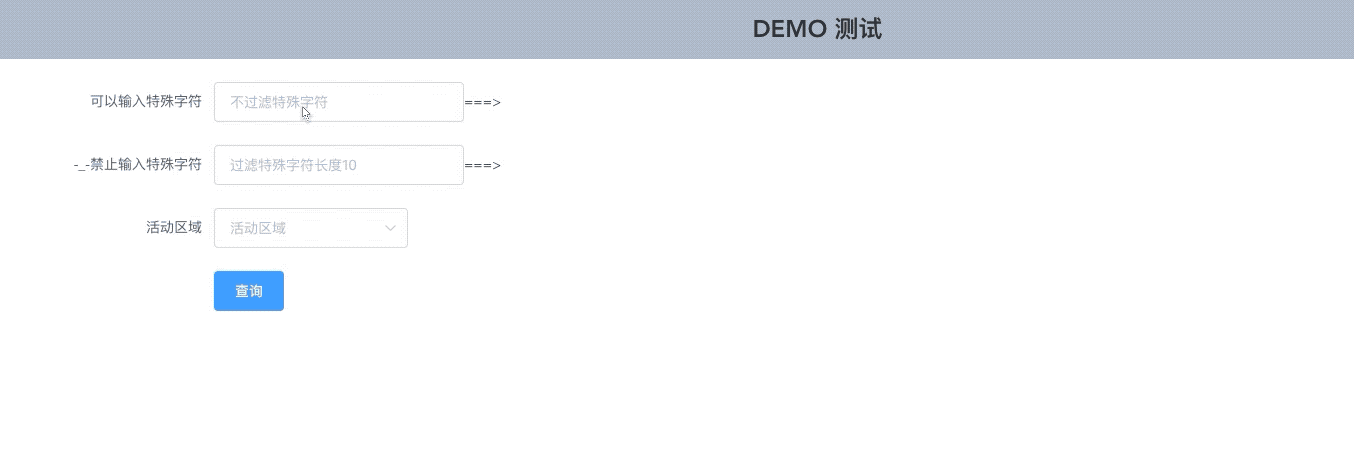 DEMO 测试
可以输入特殊字符 不过滤特殊字符 ===>
-_-禁止输入特殊字符 过滤特殊字符长度10 ===>
活动区域 活动区域
查询